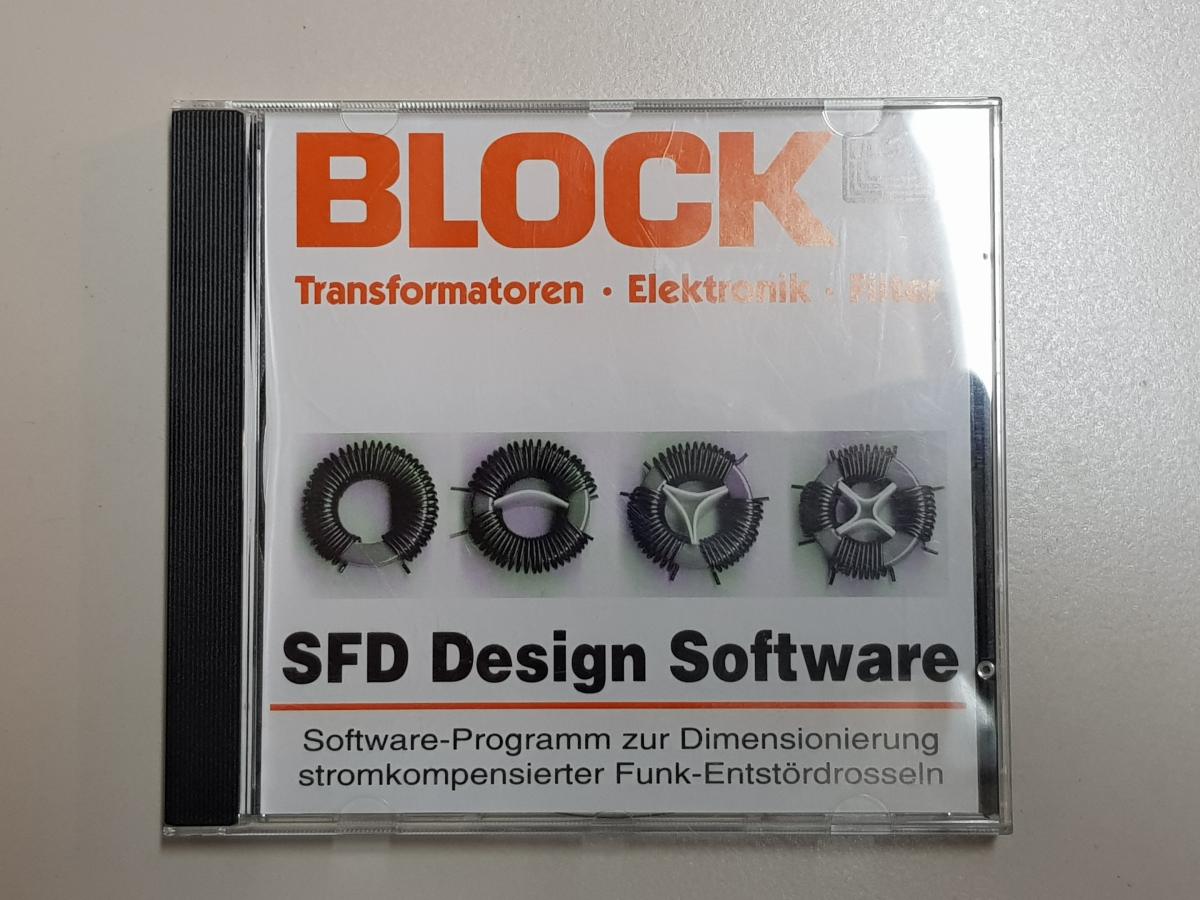 BLOCK
Transformatoren · Elektronik · Filter
SFD Design Software
Software-Programm zur Dimensionierung
stromkompensierter Funk-Entstördrosseln